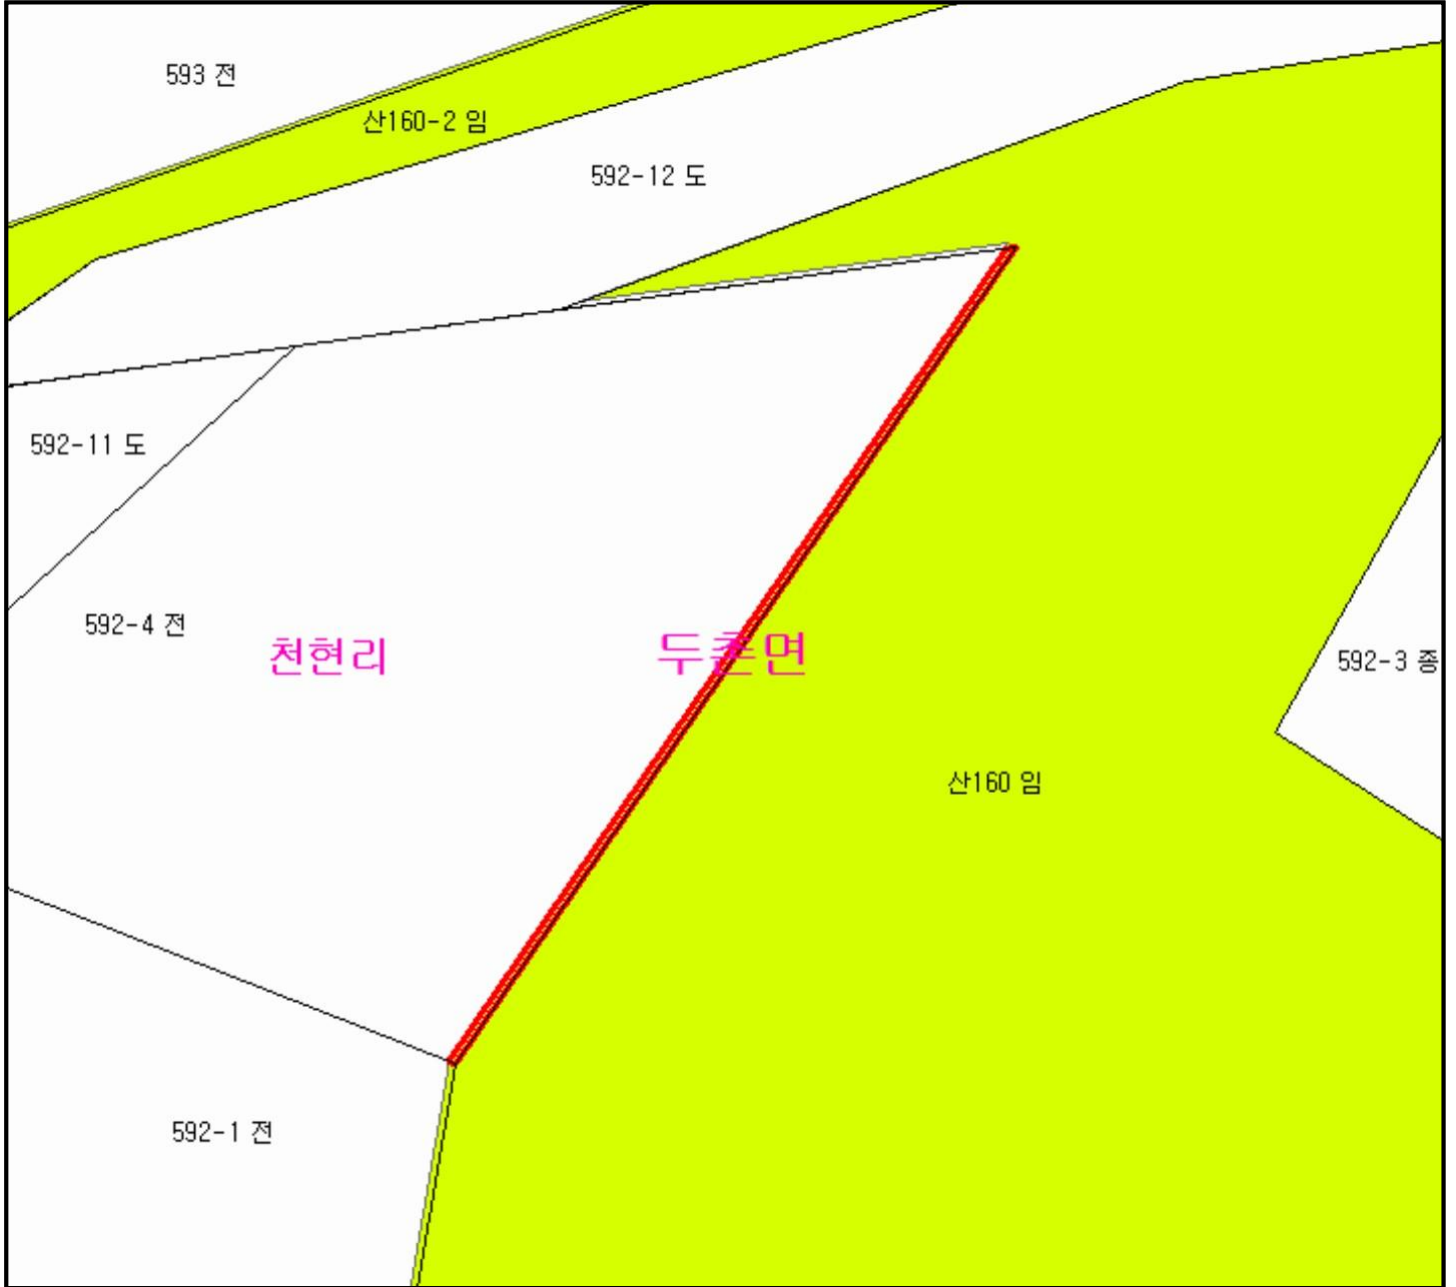 593 전
산160-2 임
592-12 도
592-11 도
592-4 전
천현리
두촌면
592-3 종
산160 임
592-1 전